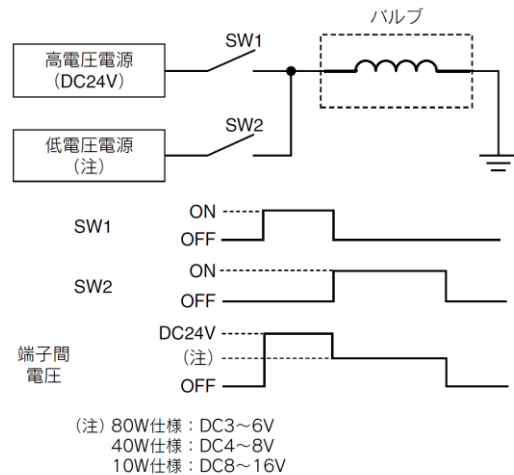 バルブ
SW1
高電圧電源
(DC24V)
SW2
低電圧電源
(注)
ON
SW1
OFF
ON
SW2
OFF
DC24V
端子間
電圧
(注)
OFF
(注) 80W仕様:DC3〜6V
40W仕様:DC4〜8V
10W仕様:DC8〜16V